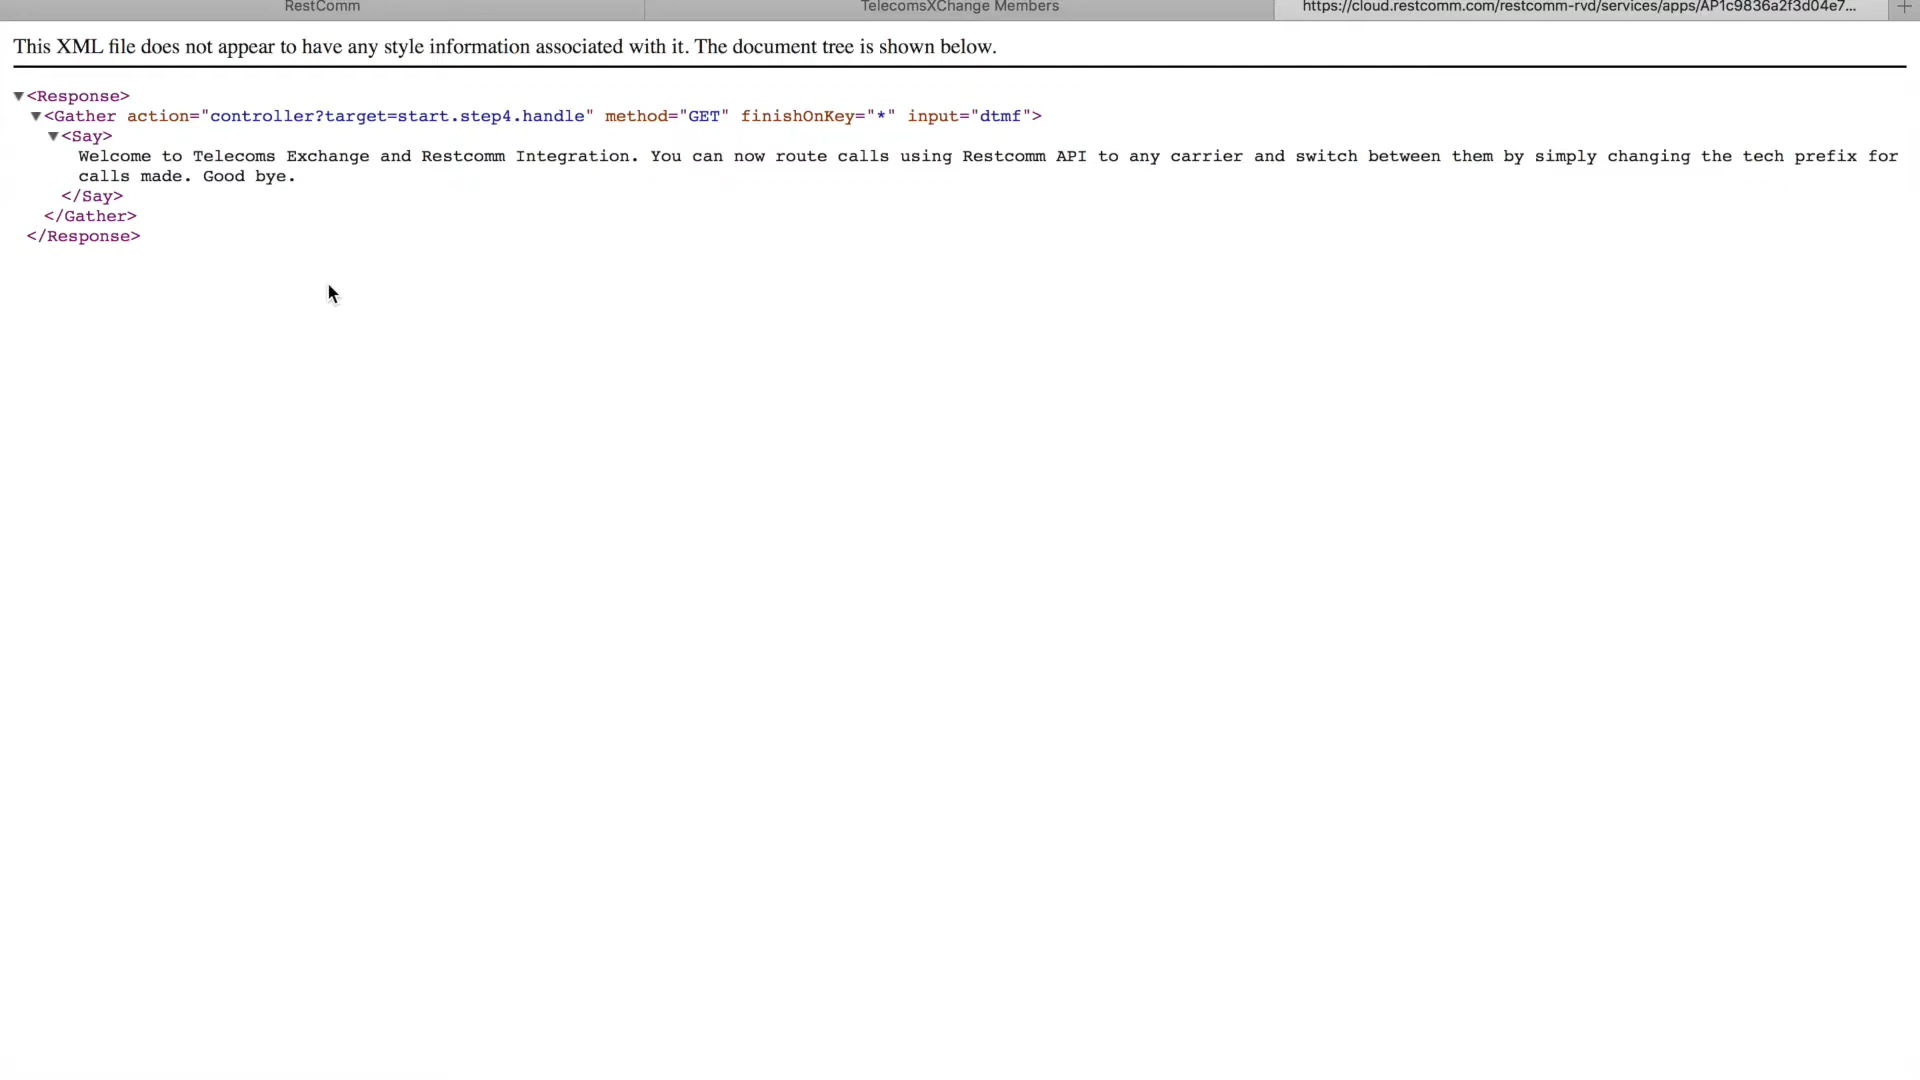 RestComm
TelecomsXChange Members
https://cloud.restcomm.com/restcomm-rvd/services/apps/AP1c9836a2f3d04e7...
This XML file does not appear to have any style information associated with it. The document tree is shown below.
<Response>
<Gather action="controller?target=start.step4.handle" method="GET" finishOnKey="*" input="dtmf">
<Say>
Welcome to Telecoms Exchange and Restcomm Integration. You can now route calls using Restcomm API to any carrier and switch between them by simply changing the tech prefix for
calls made. Good bye.
</Say>
</Gather>
</Response>